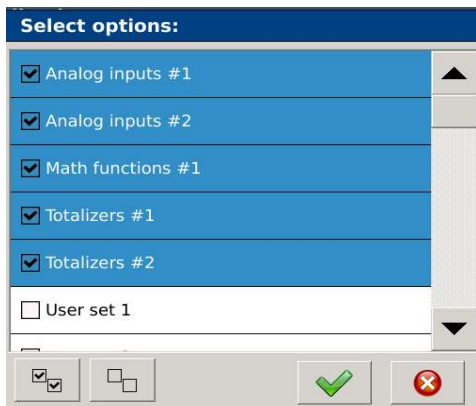 Select options:
Analog inputs #1
Analog inputs #2
Math functions #1
Totalizers #1
Totalizers #2
User set 1